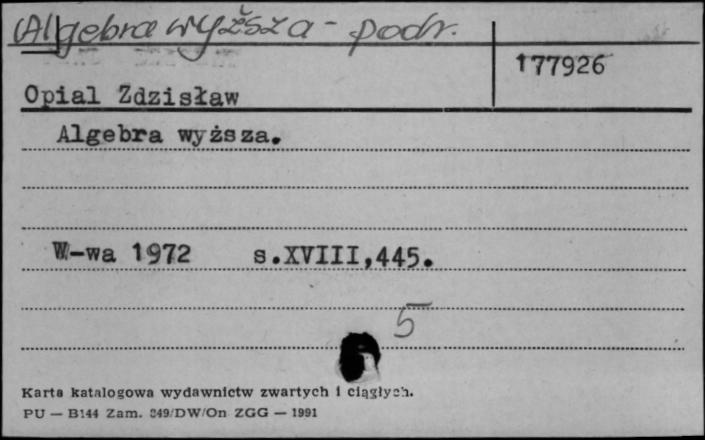 Algebra wyższa - podr.
177926
Opial Zdzisław
Algebra wyższa.
W-wa 1972 s.XVIII,445.
5
Karta katalogowa wydawnictw zwartych i ciągłych.
PU — B144 Zam. 849/DW/On ZGG — 1991